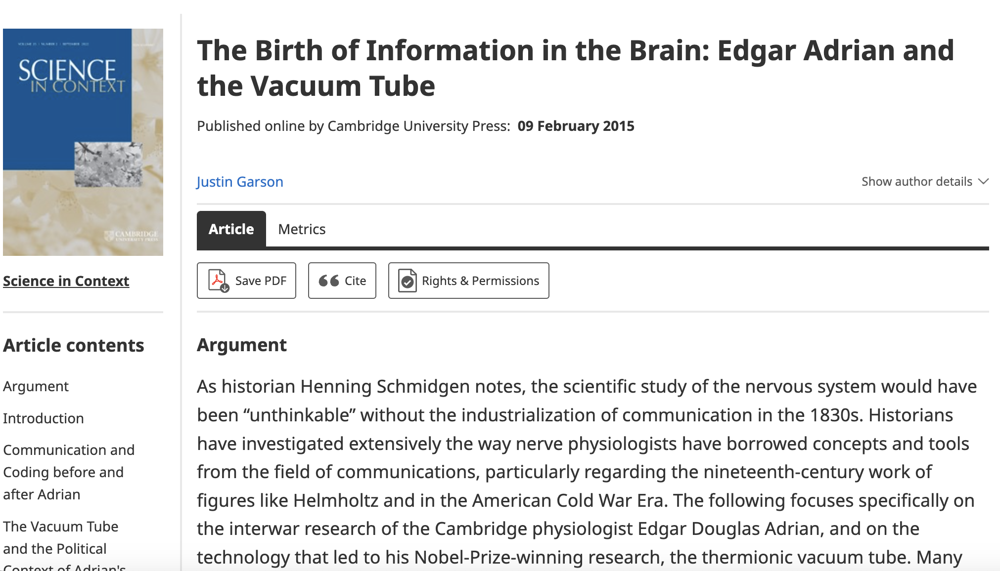 SCIENCE
IN CONTEXT
CAMBRIDGE
UNIVERSITY PRESS
Science in Context
Article contents
Argument
Introduction
Communication and
Coding before and
after Adrian
The Vacuum Tube
and the Political
Context of Adrian's
The Birth of Information in the Brain: Edgar Adrian and
the Vacuum Tube
Published online by Cambridge University Press: 09 February 2015
Justin Garson
Show author details
Article Metrics
Save PDF Cite Rights & Permissions
Argument
As historian Henning Schmidgen notes, the scientific study of the nervous system would have
been “unthinkable” without the industrialization of communication in the 1830s. Historians
have investigated extensively the way nerve physiologists have borrowed concepts and tools
from the field of communications, particularly regarding the nineteenth-century work of
figures like Helmholtz and in the American Cold War Era. The following focuses specifically on
the interwar research of the Cambridge physiologist Edgar Douglas Adrian, and on the
technology that led to his Nobel-Prize-winning research, the thermionic vacuum tube. Many